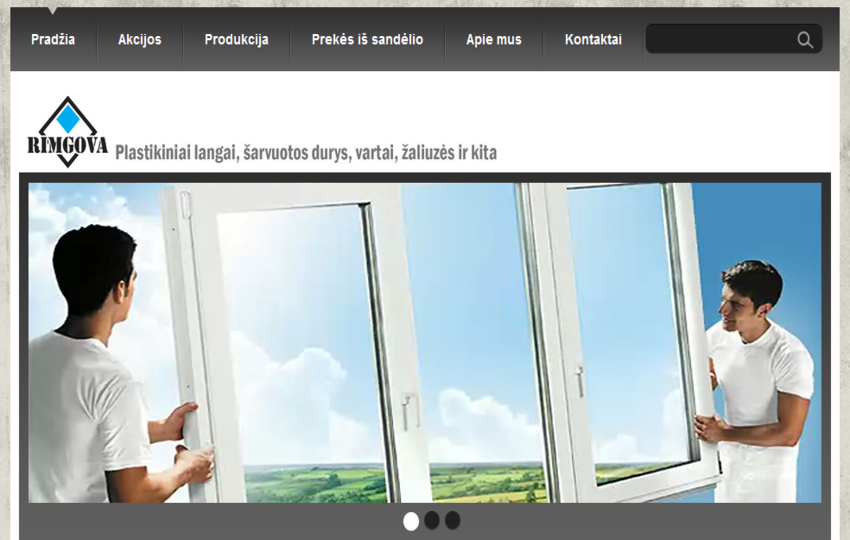 Pradžia Akcijos Produkcija Prekės iš sandėlio Apie mus Kontaktai
RIMGOVA
Plastikiniai langai, šarvuotos durys, vartai, žaliuzės ir kita